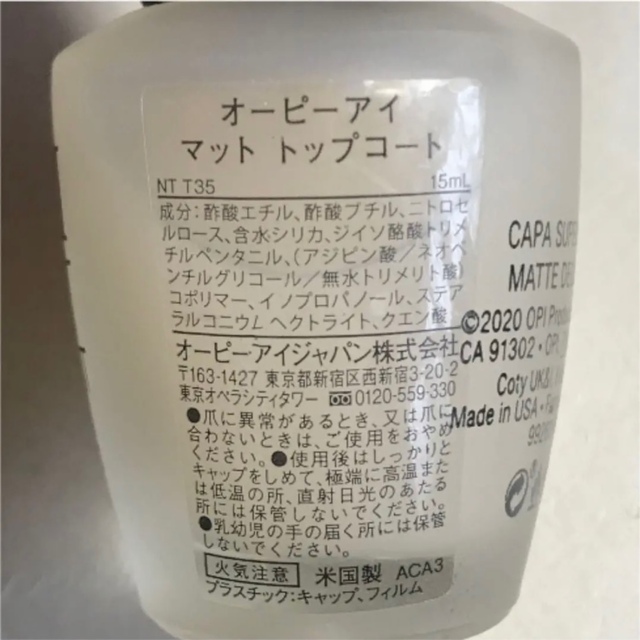 オーピーアイ
マット トップコート
NT T35 15mL
成分：酢酸エチル、酢酸ブチル、ニトロセ
ルロース、含水シリカ、ジイソ酪酸トリメ
チルペンタニル、（アジピン酸／ネオペ
ンチルグリコール／無水トリメリト酸）
コポリマー、イノプロパノール、ステア
ラルコニウム ヘクトライト、クエン酸
オーピーアイジャパン株式会社
〒163-1427 東京都新宿区西新宿3-20-2
東京オペラシティタワー 0120-559-330
●爪に異常があるとき、又は爪に
合わないときは、ご使用をおやめ
ください。●使用後はしっかりと
キャップをしめて、極端に高温また
は低温の所、直射日光のあたる
所には保管しないでください。
●乳幼児の手の届く所には保管
しないでください。
火気注意 米国製 ACA3
プラスチック：キャップ、フィルム
CAPA
MATTE
©2020 OPI
CA 91302・OPI
Coty UK&
Made in USA・